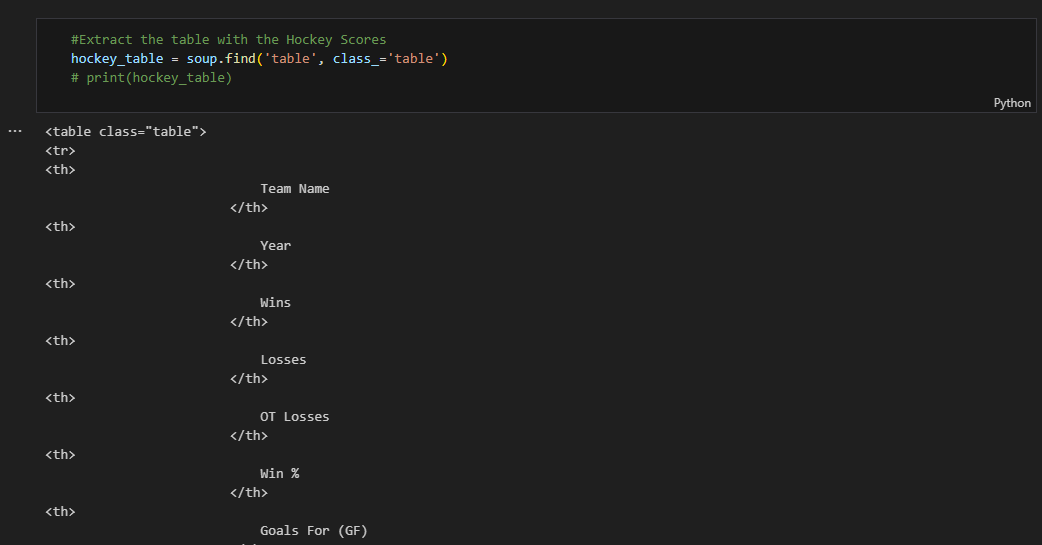 #Extract the table with the Hockey Scores
hockey_table = soup.find('table', class_='table')
# print(hockey_table)
Python
<table class="table">
<tr>
<th>
Team Name
</th>
<th>
Year
</th>
<th>
Wins
</th>
<th>
Losses
</th>
<th>
OT Losses
</th>
<th>
Win %
</th>
<th>
Goals For (GF)